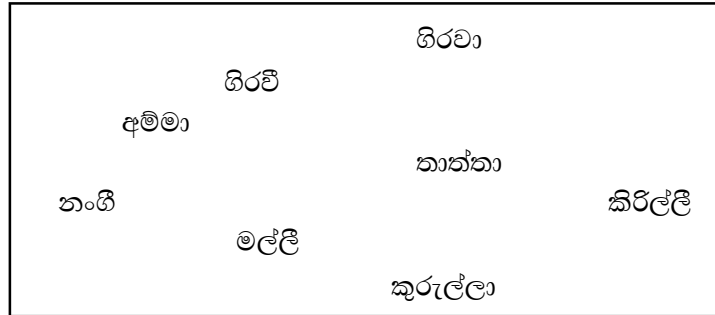 ගිරවා
ගිරවී
අම්මා
තාත්තා
නංගී කිරිල්ලී
මල්ලී
කුරුල්ලා